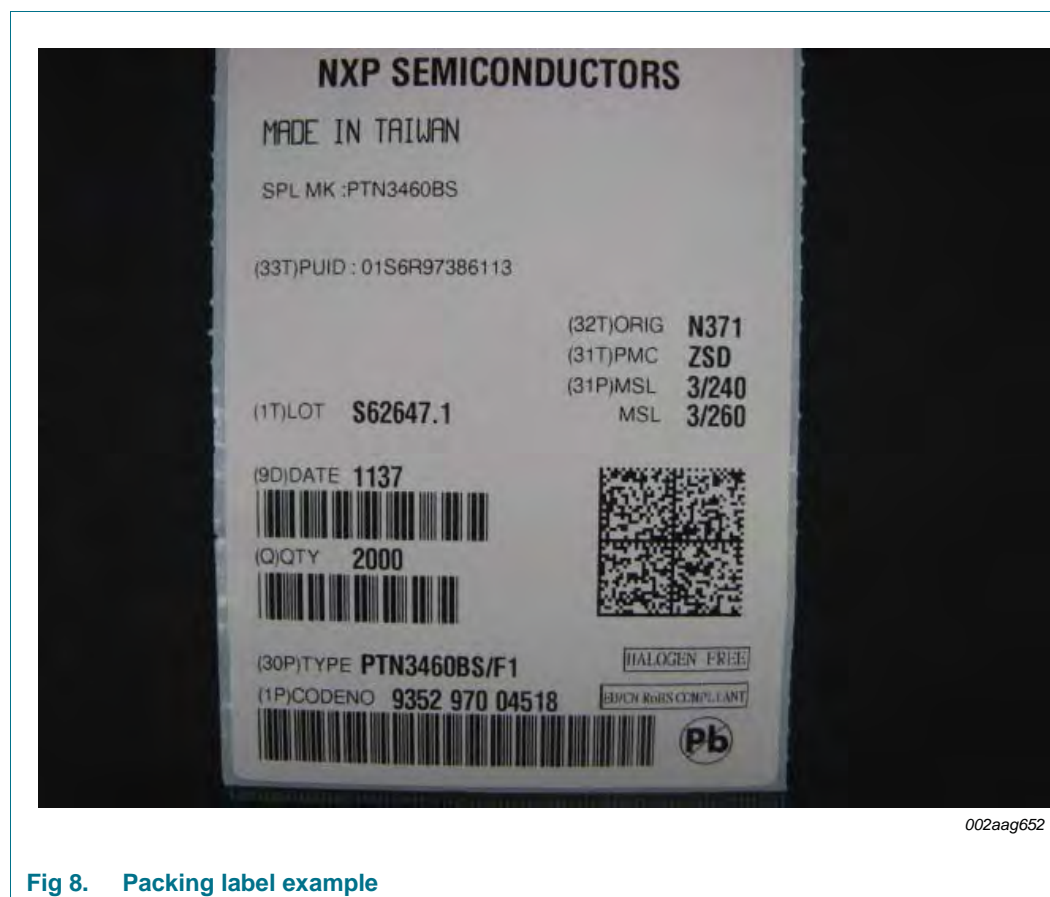 NXP SEMICONDUCTORS
MADE IN TAIWAN
SPL MK :PTN3460BS
(33T)PUID : 01S6R97386113
(32T)ORIG N371
(31T)PMC ZSD
(31P)MSL 3/240
(1T)LOT S62647.1 MSL 3/260
(9D)DATE 1137
(Q)QTY 2000
(30P)TYPE PTN3460BS/F1 HALOGEN FREE
(1P)CODENO 9352 970 04518 EU/CN RoHS COMPLIANT
Pb
002aag652
Fig 8. Packing label example